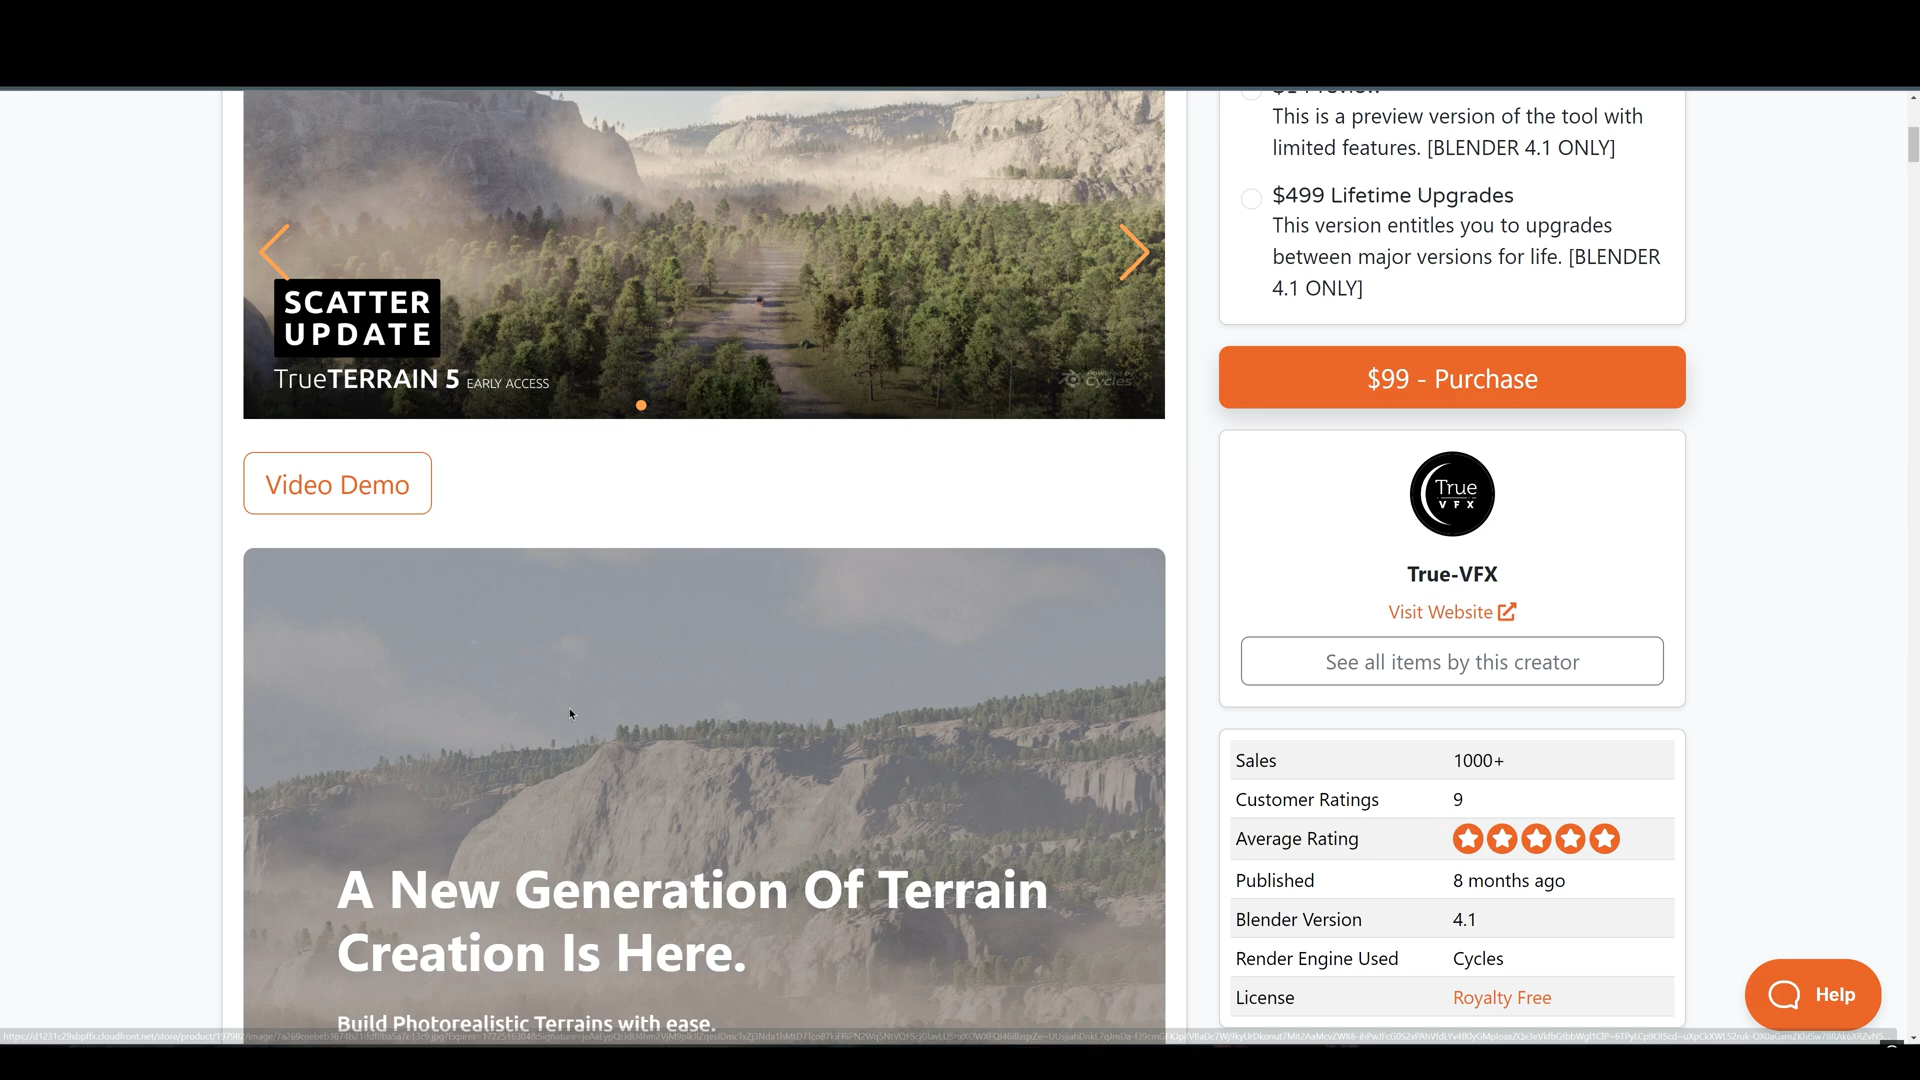 This is a preview version of the tool with
limited features. [BLENDER 4.1 ONLY]
$499 Lifetime Upgrades
This version entitles you to upgrades
between major versions for life. [BLENDER
4.1 ONLY]
SCATTER
UPDATE
TrueTERRAIN 5 EARLY ACCESS
Powered by
Cycles
$99 - Purchase
Video Demo
True
VFX
True-VFX
Visit Website
See all items by this creator
Sales 1000+
Customer Ratings 9
Average Rating
Published 8 months ago
Blender Version 4.1
Render Engine Used Cycles
License Royalty Free
A New Generation Of Terrain
Creation Is Here.
Build Photorealistic Terrains with ease.
Help